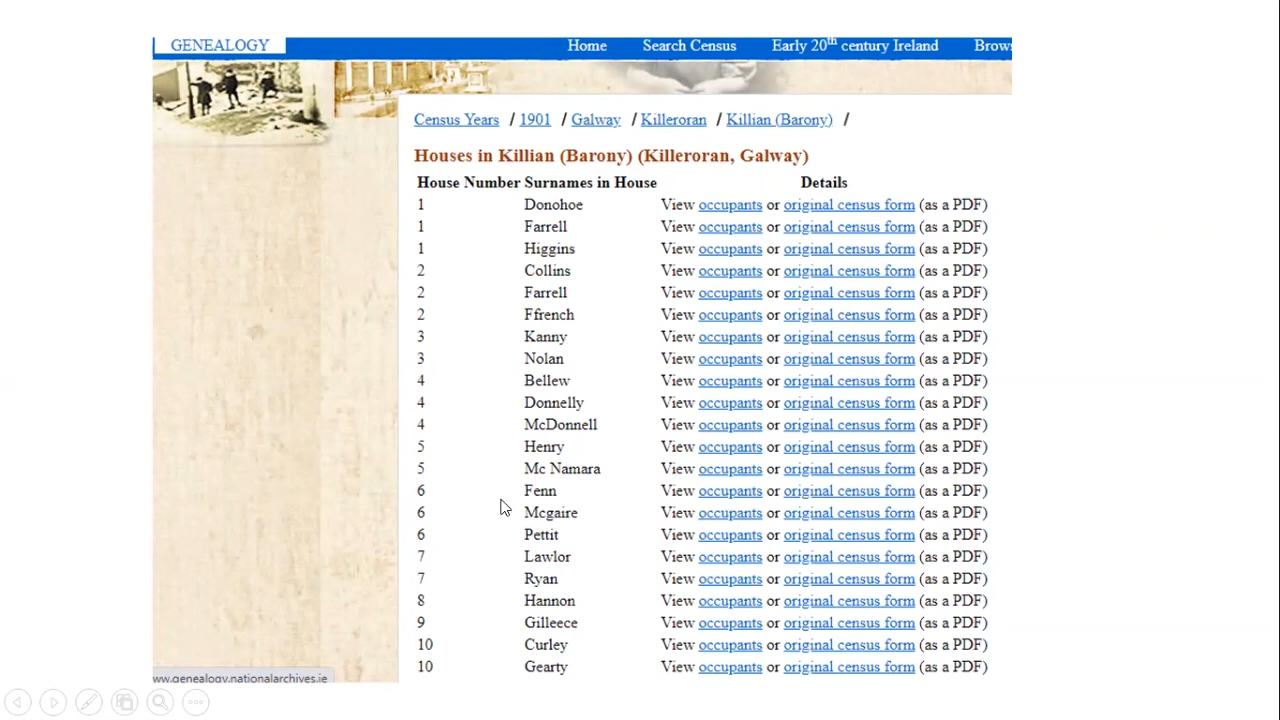 GENEALOGY Home Search Census Early 20th century Ireland
Census Years / 1901 / Galway / Killeroran / Killian (Barony) /
Houses in Killian (Barony) (Killeroran, Galway)
House Number Surnames in House Details
1 Donohoe View occupants or original census form (as a PDF)
1 Farrell View occupants or original census form (as a PDF)
1 Higgins View occupants or original census form (as a PDF)
2 Collins View occupants or original census form (as a PDF)
2 Farrell View occupants or original census form (as a PDF)
2 Ffrench View occupants or original census form (as a PDF)
3 Kanny View occupants or original census form (as a PDF)
3 Nolan View occupants or original census form (as a PDF)
4 Bellew View occupants or original census form (as a PDF)
4 Donnelly View occupants or original census form (as a PDF)
4 McDonnell View occupants or original census form (as a PDF)
5 Henry View occupants or original census form (as a PDF)
5 Mc Namara View occupants or original census form (as a PDF)
6 Fenn View occupants or original census form (as a PDF)
6 Mcgaire View occupants or original census form (as a PDF)
6 Pettit View occupants or original census form (as a PDF)
7 Lawlor View occupants or original census form (as a PDF)
7 Ryan View occupants or original census form (as a PDF)
8 Hannon View occupants or original census form (as a PDF)
9 Gilleece View occupants or original census form (as a PDF)
10 Curley View occupants or original census form (as a PDF)
10 Gearty View occupants or original census form (as a PDF)
ww.genealogy.nationalarchives.ie